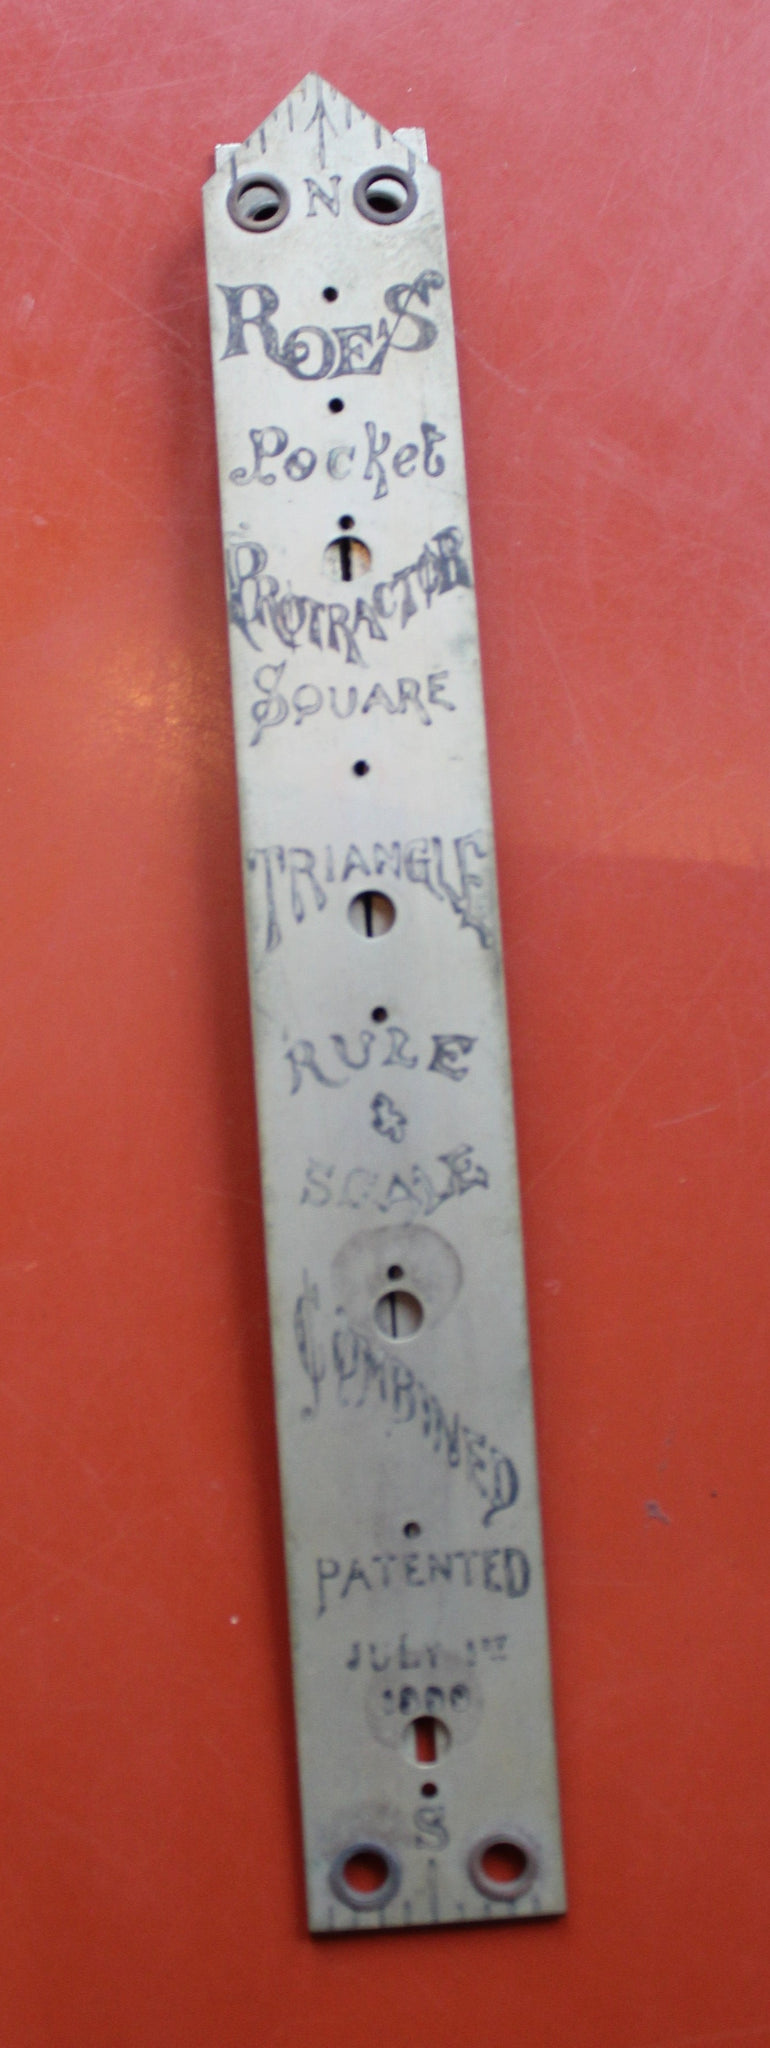 N
ROE'S
Pocket
PROTRACTOR
SQUARE
TRIANGLE
RULE
&
SCALE
COMBINED
PATENTED
JULY 1ST
S